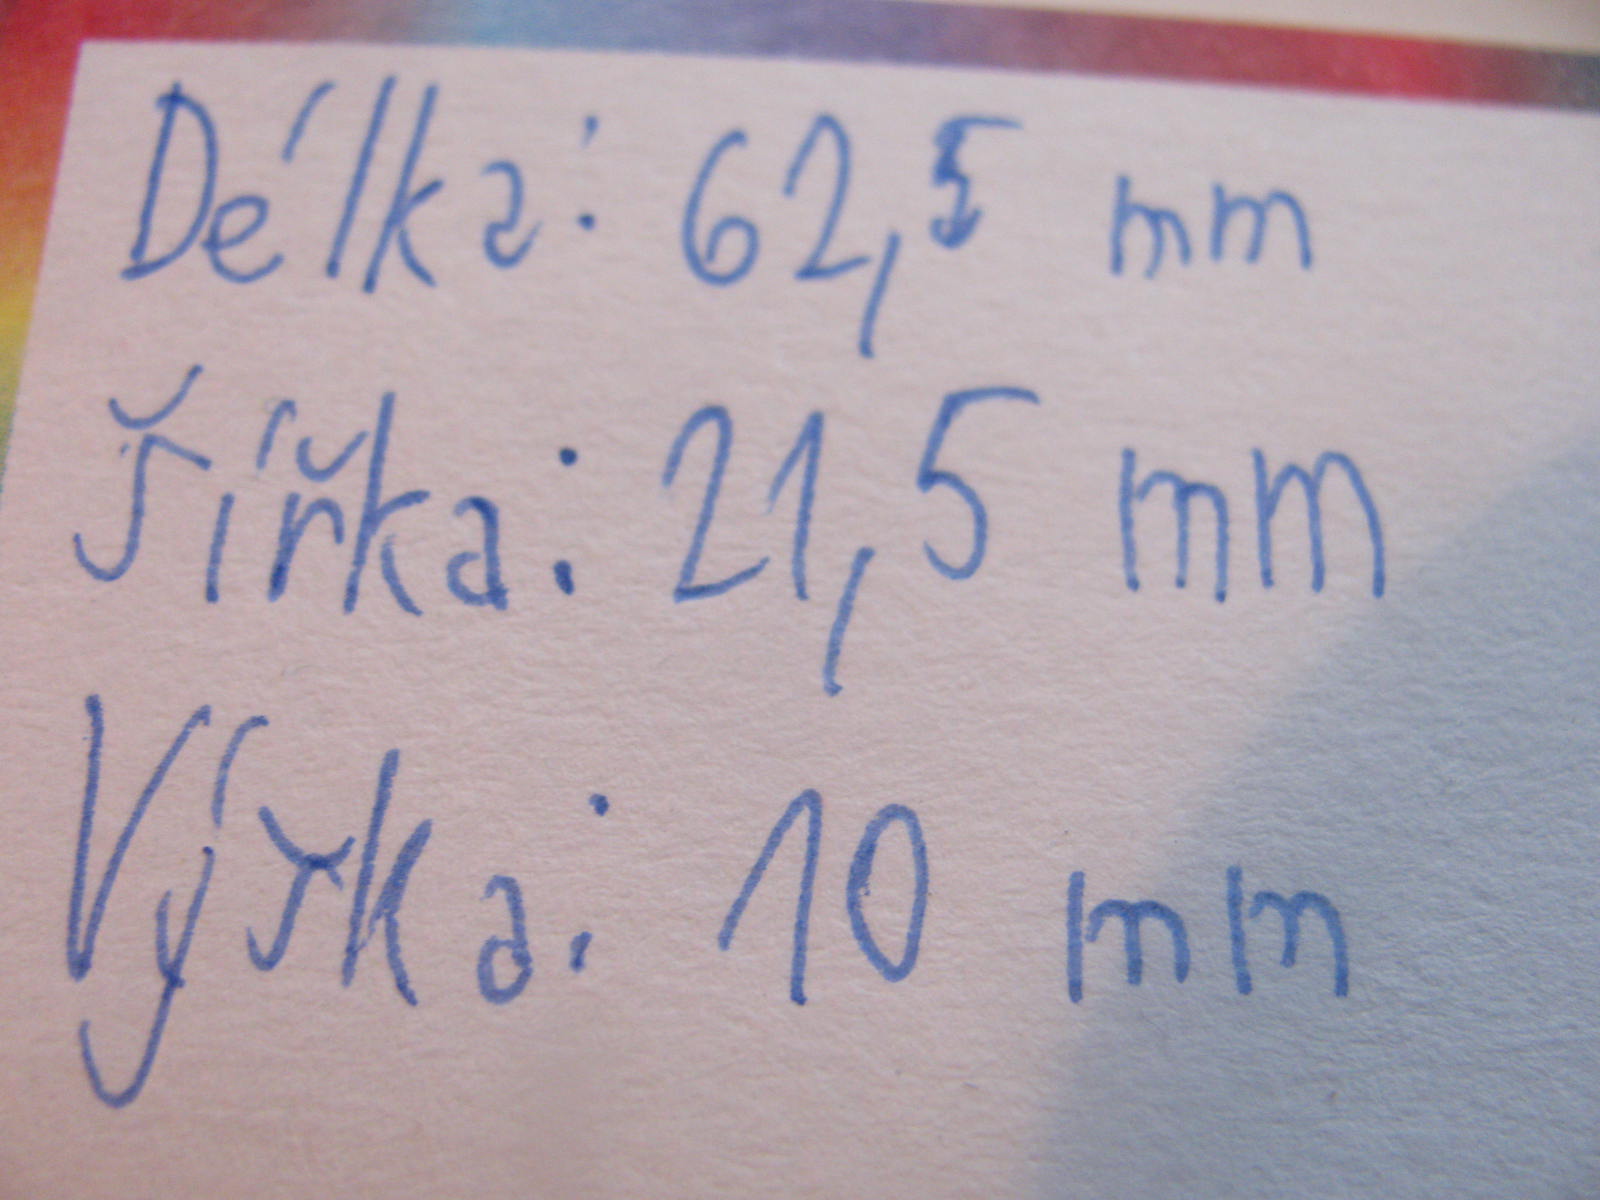 Délka: 62,5 mm
Šířka: 21,5 mm
Výška: 10 mm